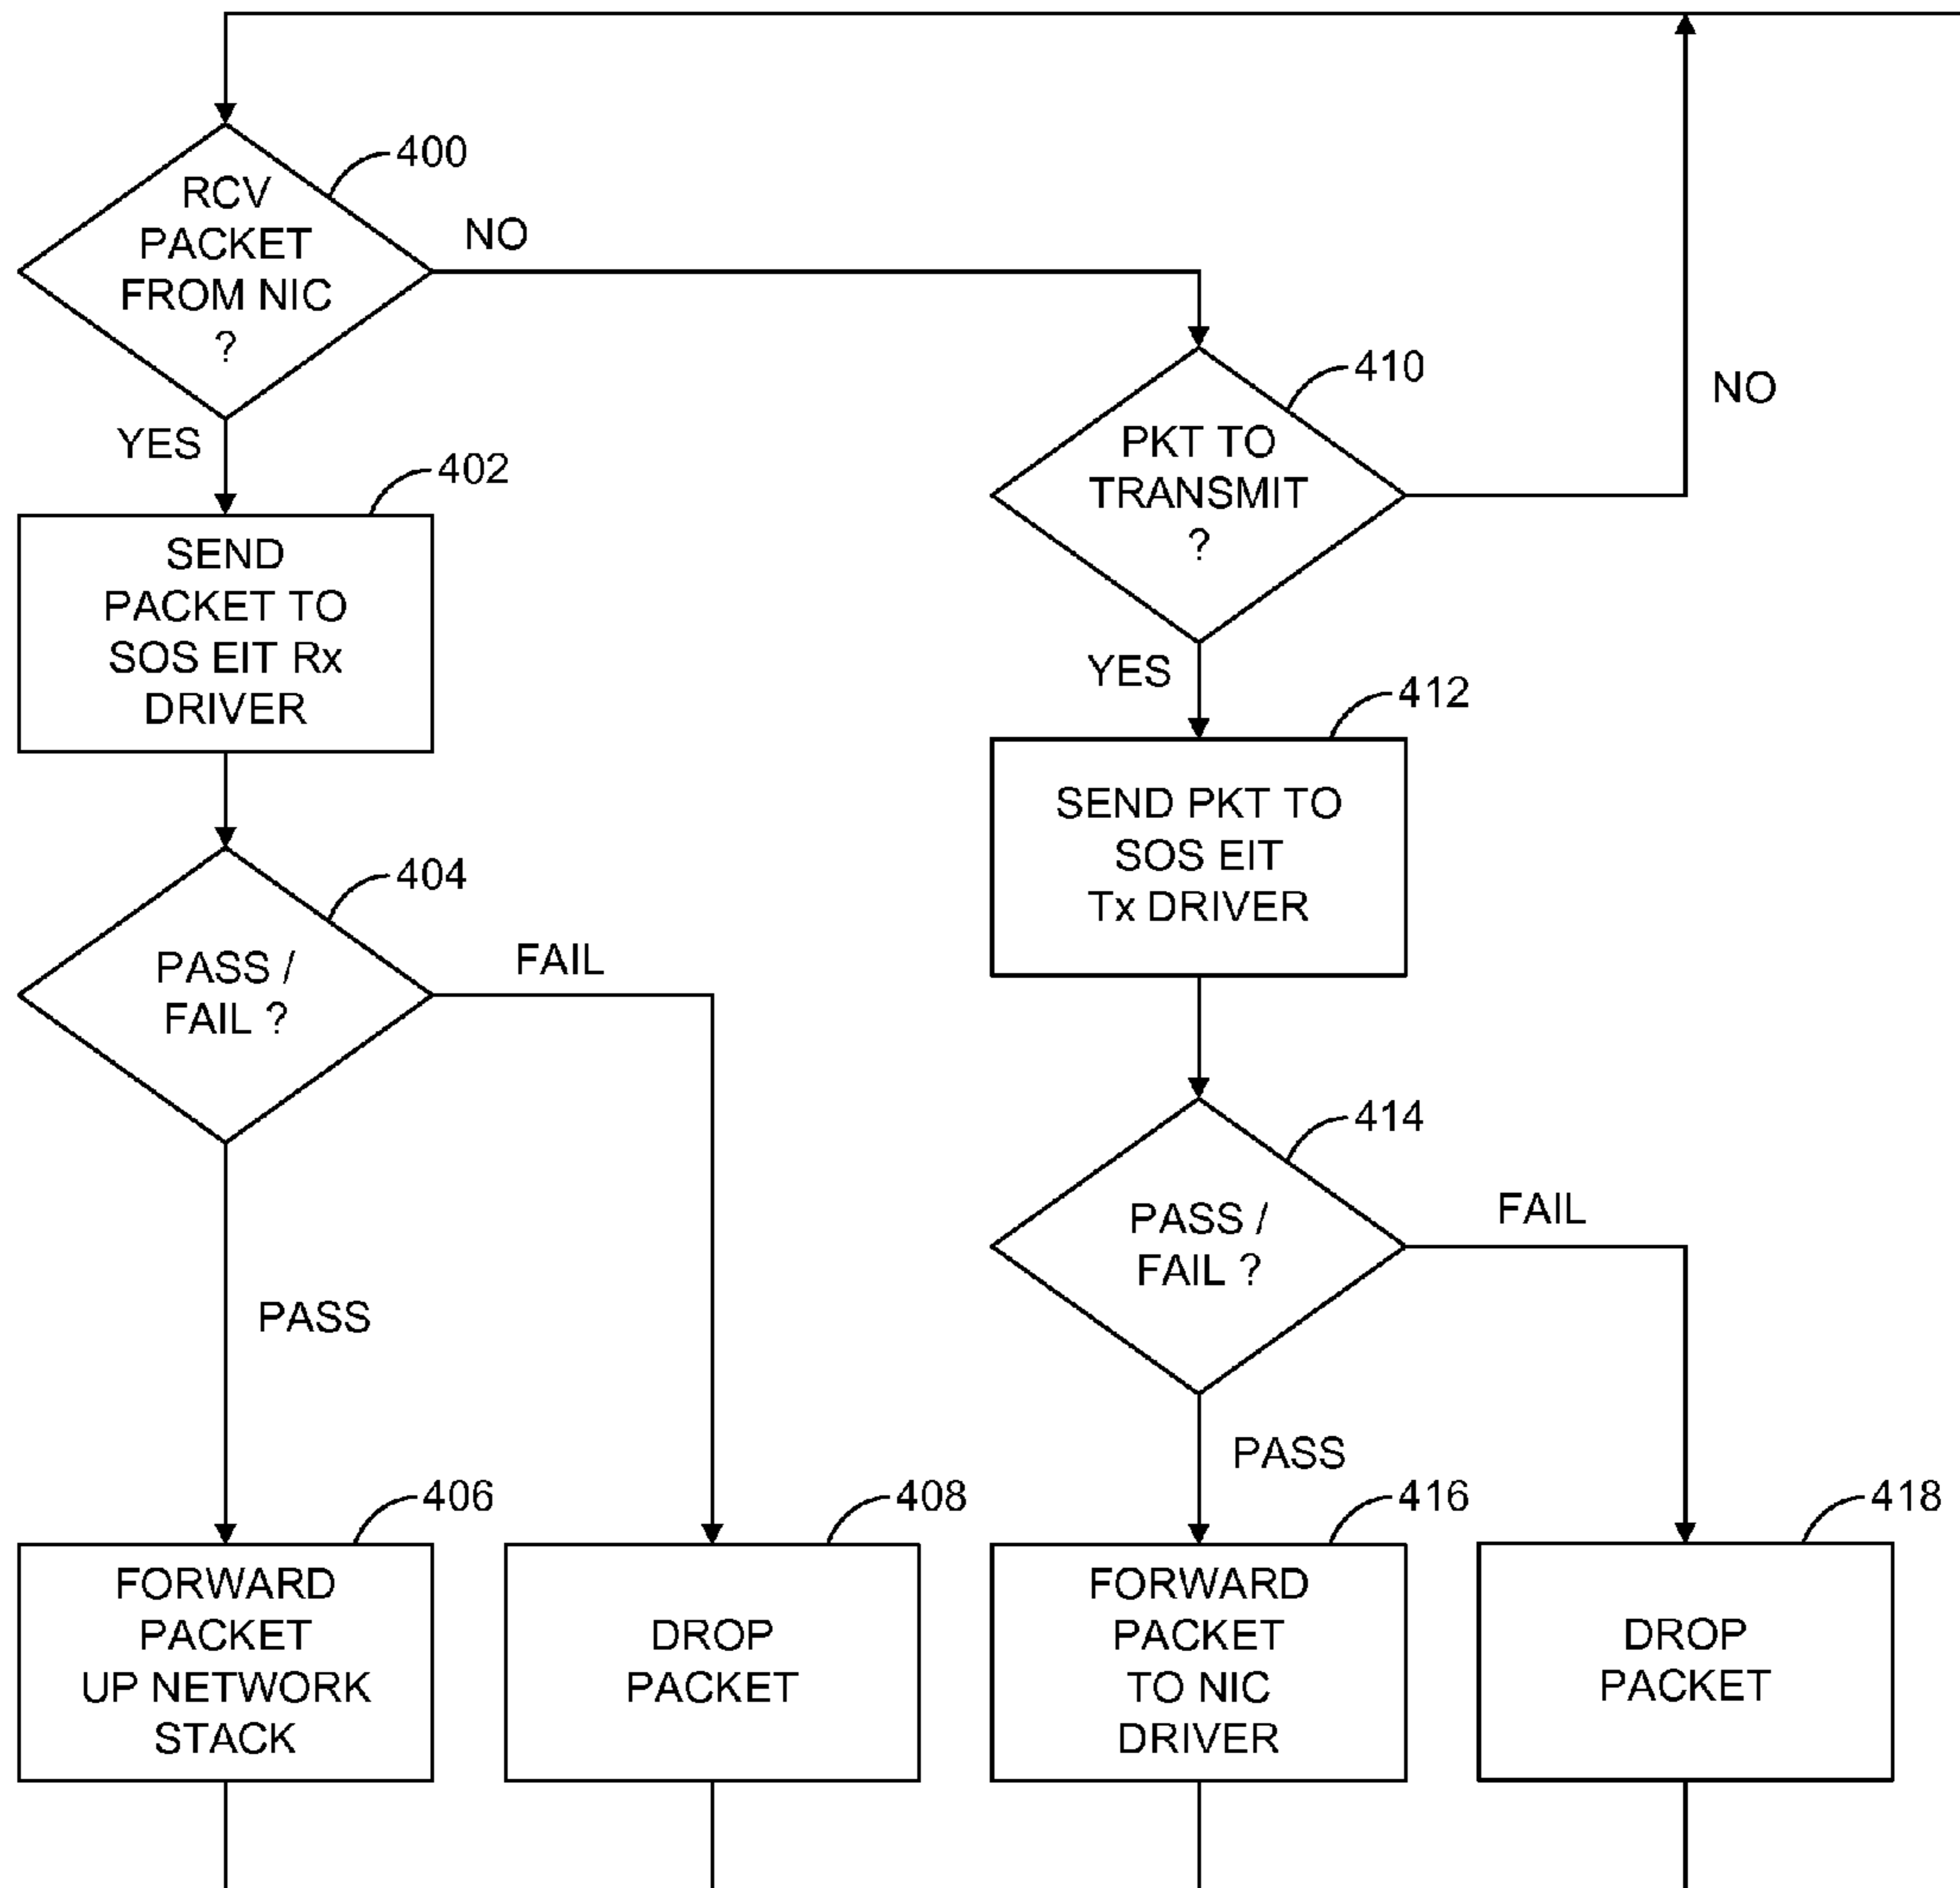 400
RCV
PACKET
FROM NIC
?
NO
YES
402
SEND
PACKET TO
SOS EIT Rx
DRIVER
404
PASS /
FAIL ?
FAIL
PASS
406
FORWARD
PACKET
UP NETWORK
STACK
408
DROP
PACKET
410
PKT TO
TRANSMIT
?
NO
YES
412
SEND PKT TO
SOS EIT
Tx DRIVER
414
PASS /
FAIL ?
FAIL
PASS
416
FORWARD
PACKET
TO NIC
DRIVER
418
DROP
PACKET